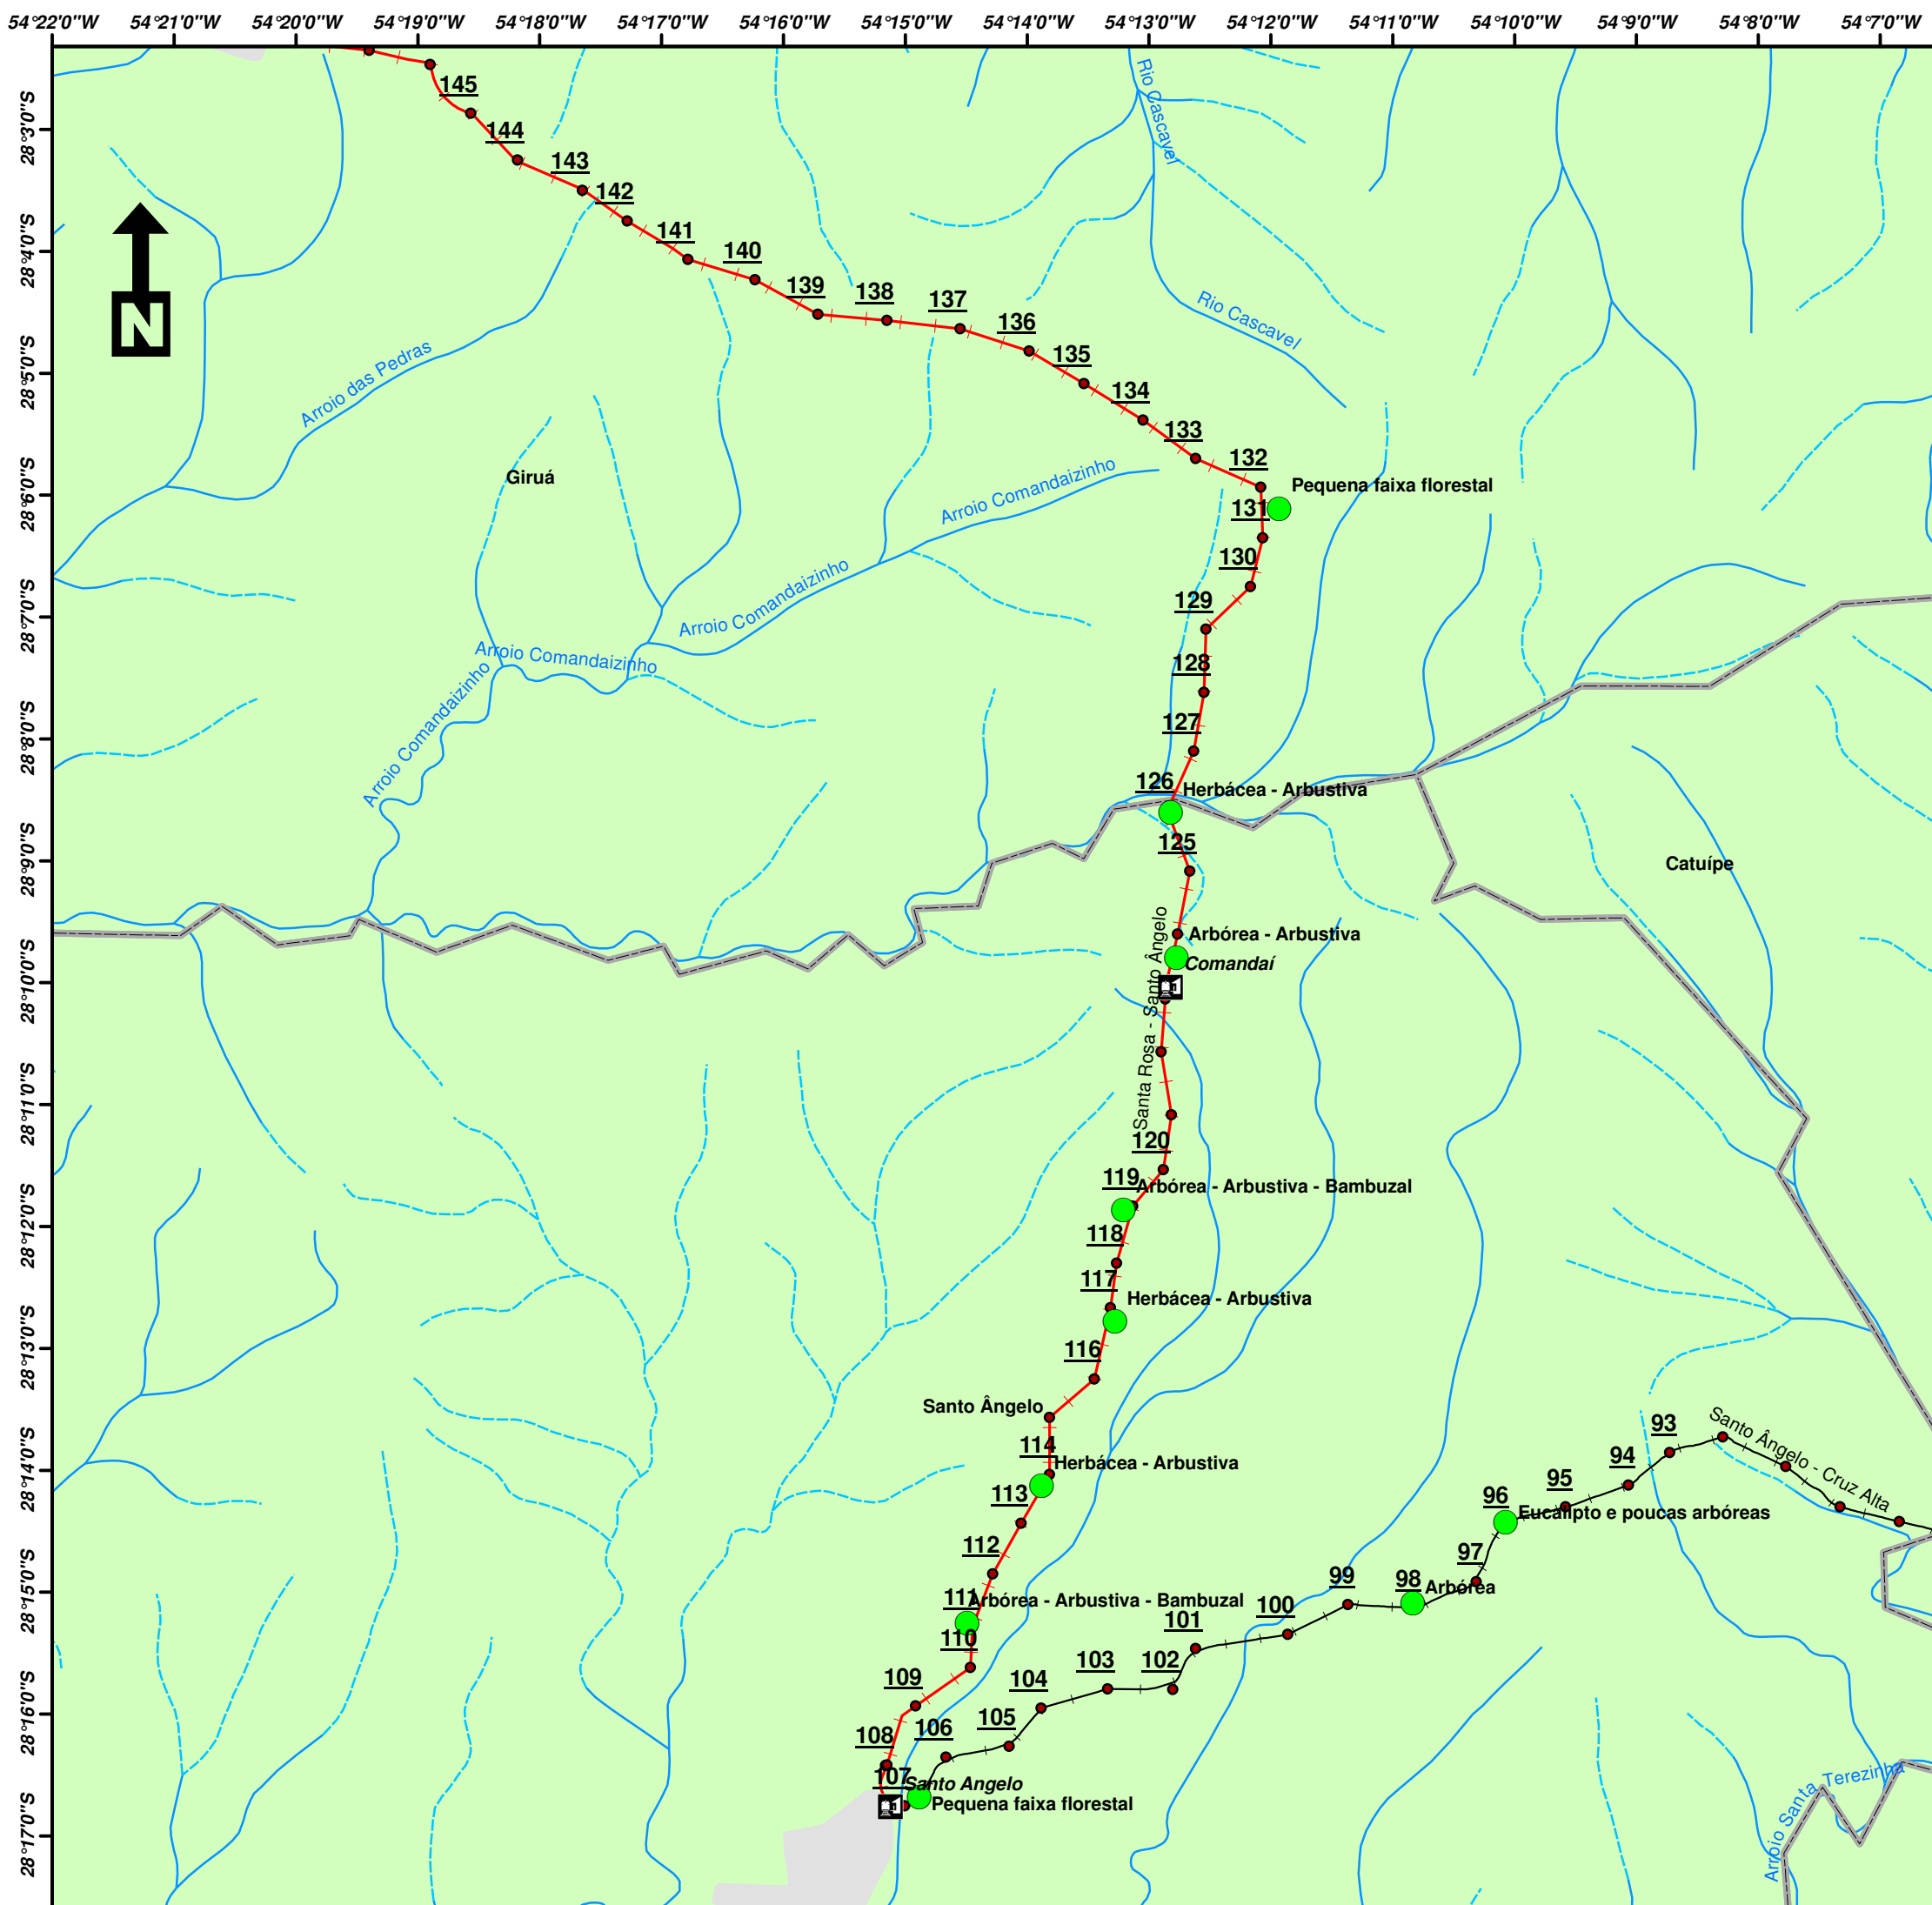 54°22'0"W 54°21'0"W 54°20'0"W 54°19'0"W 54°18'0"W 54°17'0"W 54°16'0"W 54°15'0"W 54°14'0"W 54°13'0"W 54°12'0"W 54°11'0"W 54°10'0"W 54°9'0"W 54°8'0"W 54°7'0"W
145
28°3'0"S
144
Rio Cascavel
143
142
141
28°4'0"S
140
139
138
137
Rio Cascavel
N
136
135
28°5'0"S
Arroio das Pedras
134
133
132
Giruá
Arroio Comandaizinho
Pequena faixa florestal
28°6'0"S
131
130
Arroio Comandaizinho
129
28°7'0"S
Arroio Comandaizinho
128
Arroio Comandaizinho
127
28°8'0"S
126
Herbácea - Arbustiva
125
28°9'0"S
Catuípe
Arbórea - Arbustiva
Comandaí
28°10'0"S
Santa Rosa - Santo Ângelo
28°11'0"S
120
119
Arbórea - Arbustiva - Bambuzal
28°12'0"S
118
117
Herbácea - Arbustiva
28°13'0"S
116
Santo Ângelo
93
Santo Ângelo - Cruz Alta
114
94
Herbácea - Arbustiva
28°14'0"S
95
113
96
Eucalipto e poucas arbóreas
112
97
28°15'0"S
99
98
Arbórea
111
Arbórea - Arbustiva - Bambuzal
100
101
110
103
102
109
104
28°16'0"S
105
106
108
107
Santo Angelo
Pequena faixa florestal
Arroio Santa Terezinha
28°17'0"S